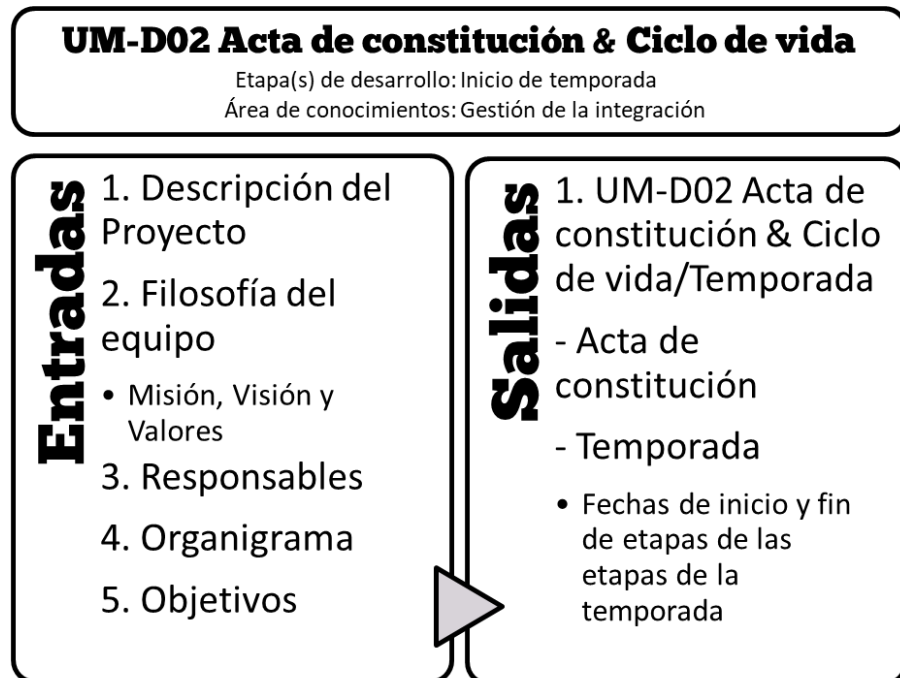 UM-D02 Acta de constitución & Ciclo de vida
Etapa(s) de desarrollo: Inicio de temporada
Área de conocimientos: Gestión de la integración
Entradas
1. Descripción del
Proyecto
2. Filosofía del
equipo
• Misión, Visión y
Valores
3. Responsables
4. Organigrama
5. Objetivos
Salidas
1. UM-D02 Acta de
constitución & Ciclo
de vida/Temporada
- Acta de
constitución
- Temporada
• Fechas de inicio y fin
de etapas de las
etapas de la
temporada